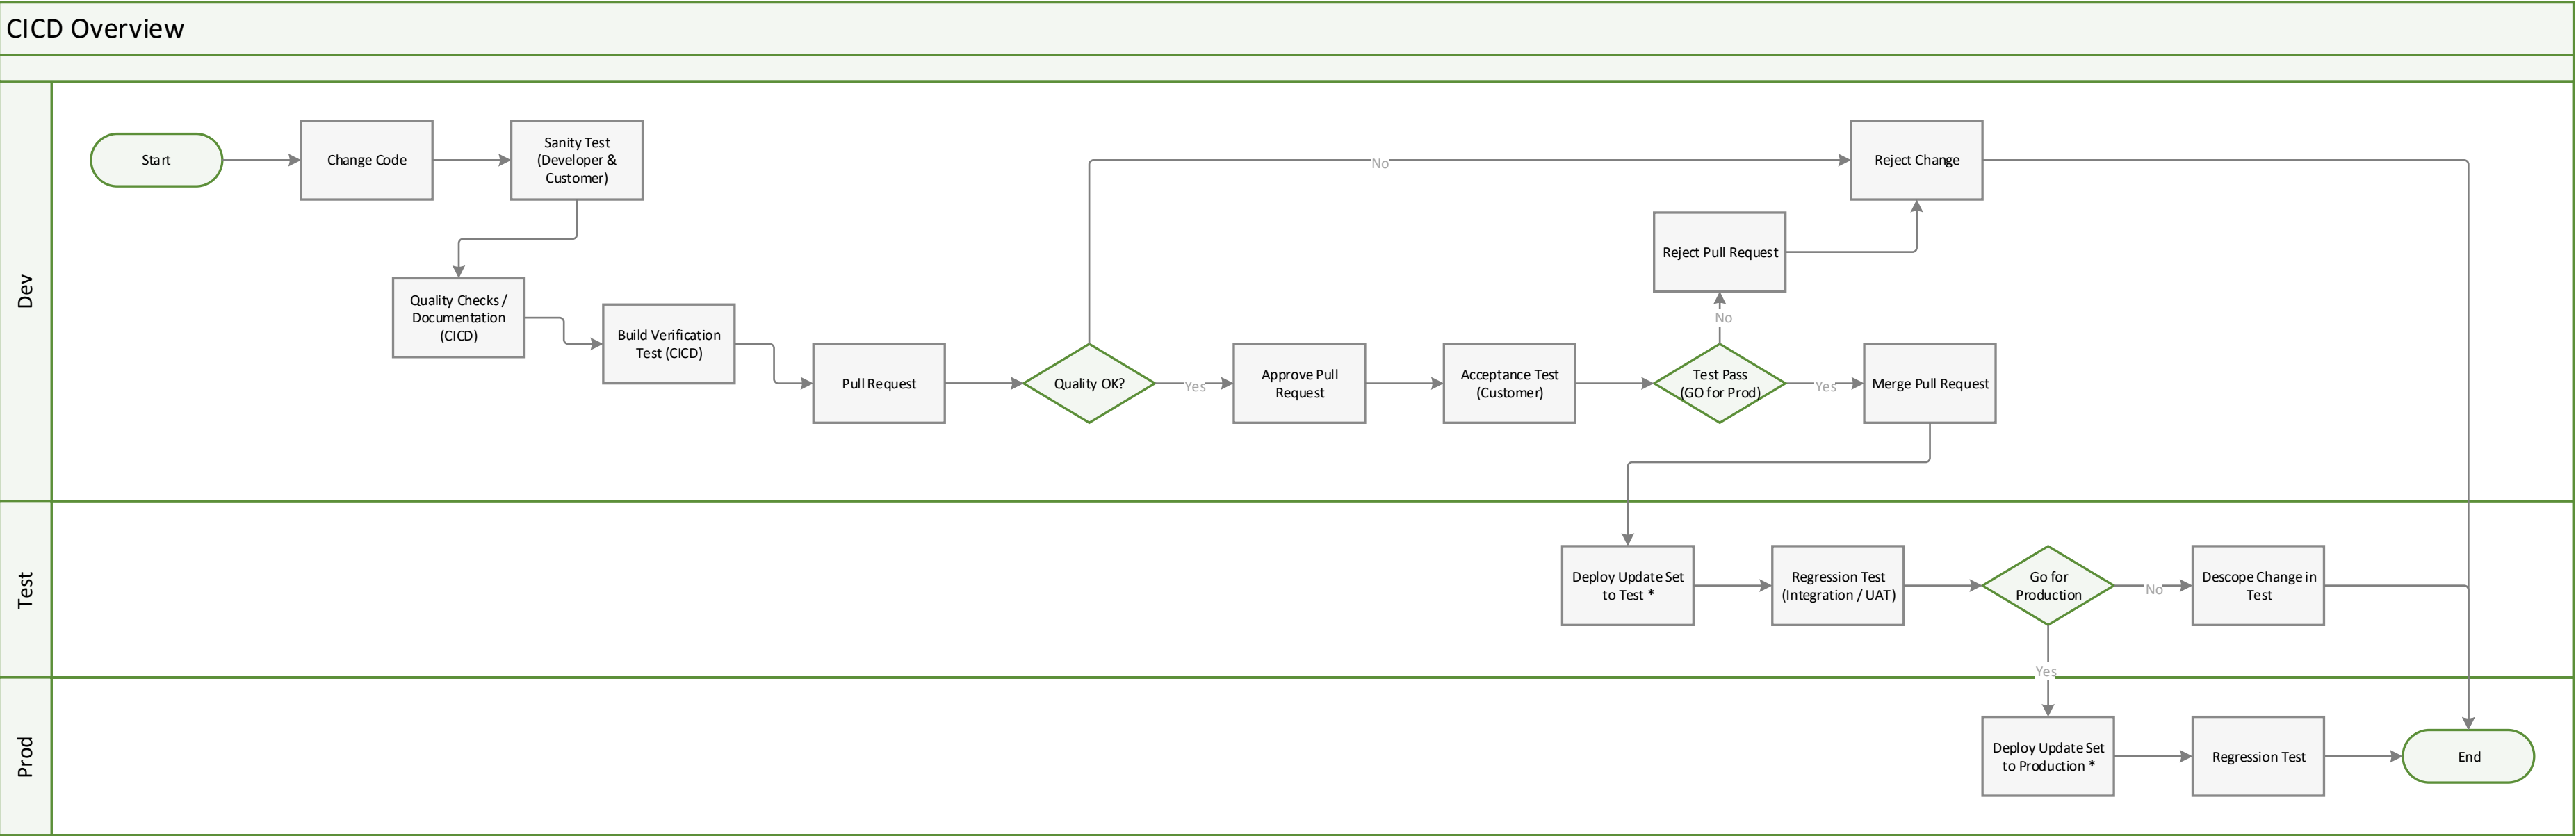 CICD Overview
Dev
Start
Change Code
Sanity Test
(Developer &
Customer)
Quality Checks /
Documentation
(CICD)
Build Verification
Test (CICD)
Pull Request
Quality OK?
No
Yes
Approve Pull
Request
Acceptance Test
(Customer)
Test Pass
(GO for Prod)
No
Reject Pull Request
Reject Change
Yes
Merge Pull Request
Test
Deploy Update Set
to Test *
Regression Test
(Integration / UAT)
Go for
Production
No
Descope Change in
Test
Yes
Prod
Deploy Update Set
to Production *
Regression Test
End